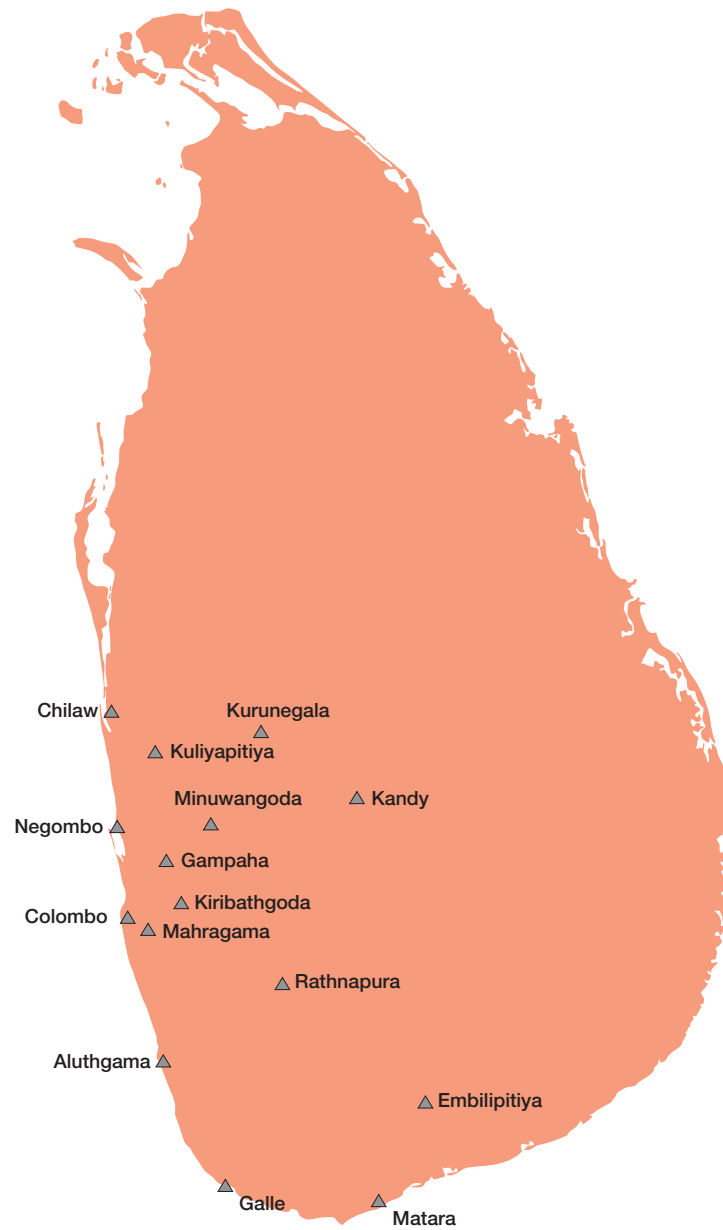 Chilaw
Kurunegala
Kuliyapitiya
Minuwangoda
Kandy
Negombo
Gampaha
Kiribathgoda
Colombo
Mahragama
Rathnapura
Aluthgama
Embilipitiya
Galle
Matara